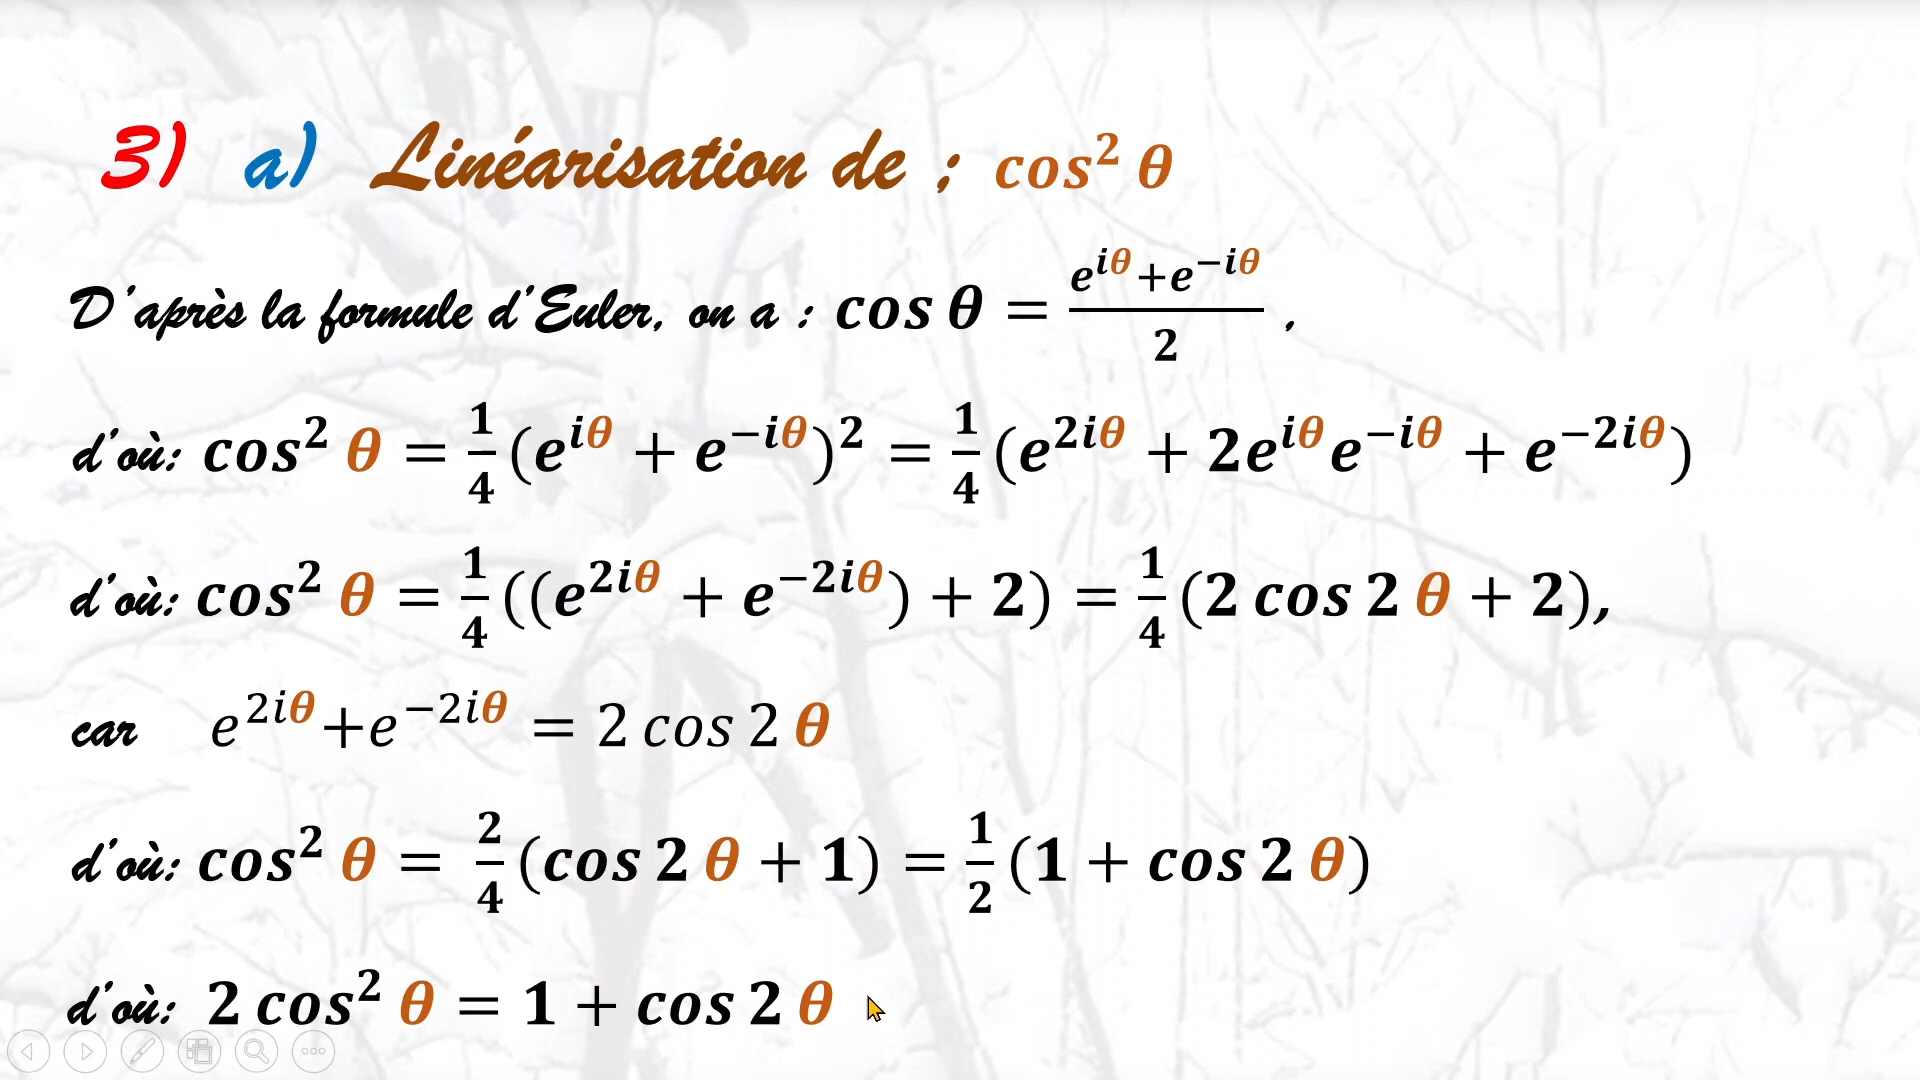 3) a) Linéarisation de : cos² θ
D'après la formule d'Euler, on a : cos θ = (e^{iθ}+e^{-iθ})/2 ,
d'où: cos² θ = 1/4 (e^{iθ} + e^{-iθ})² = 1/4 (e^{2iθ} + 2e^{iθ}e^{-iθ} + e^{-2iθ})
d'où: cos² θ = 1/4 ((e^{2iθ} + e^{-2iθ}) + 2) = 1/4 (2 cos 2 θ + 2),
car e^{2iθ}+e^{-2iθ} = 2 cos 2 θ
d'où: cos² θ = 2/4 (cos 2 θ + 1) = 1/2 (1 + cos 2 θ)
d'où: 2 cos² θ = 1 + cos 2 θ